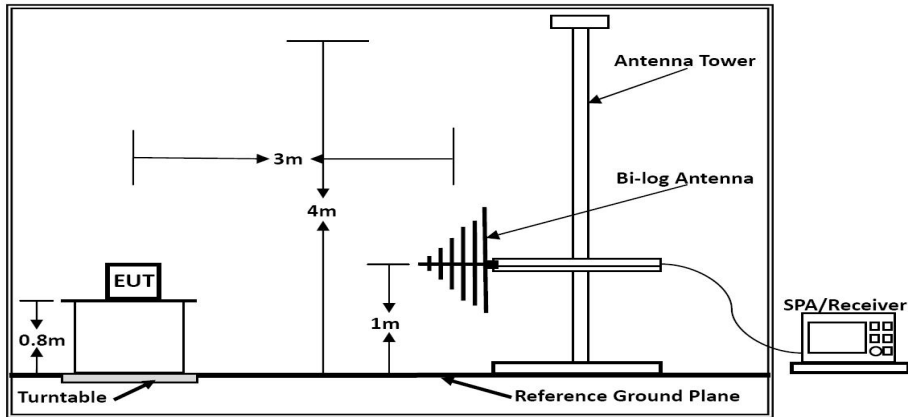 Antenna Tower
3m
Bi-log Antenna
4m
EUT
SPA/Receiver
0.8m
1m
Turntable
Reference Ground Plane